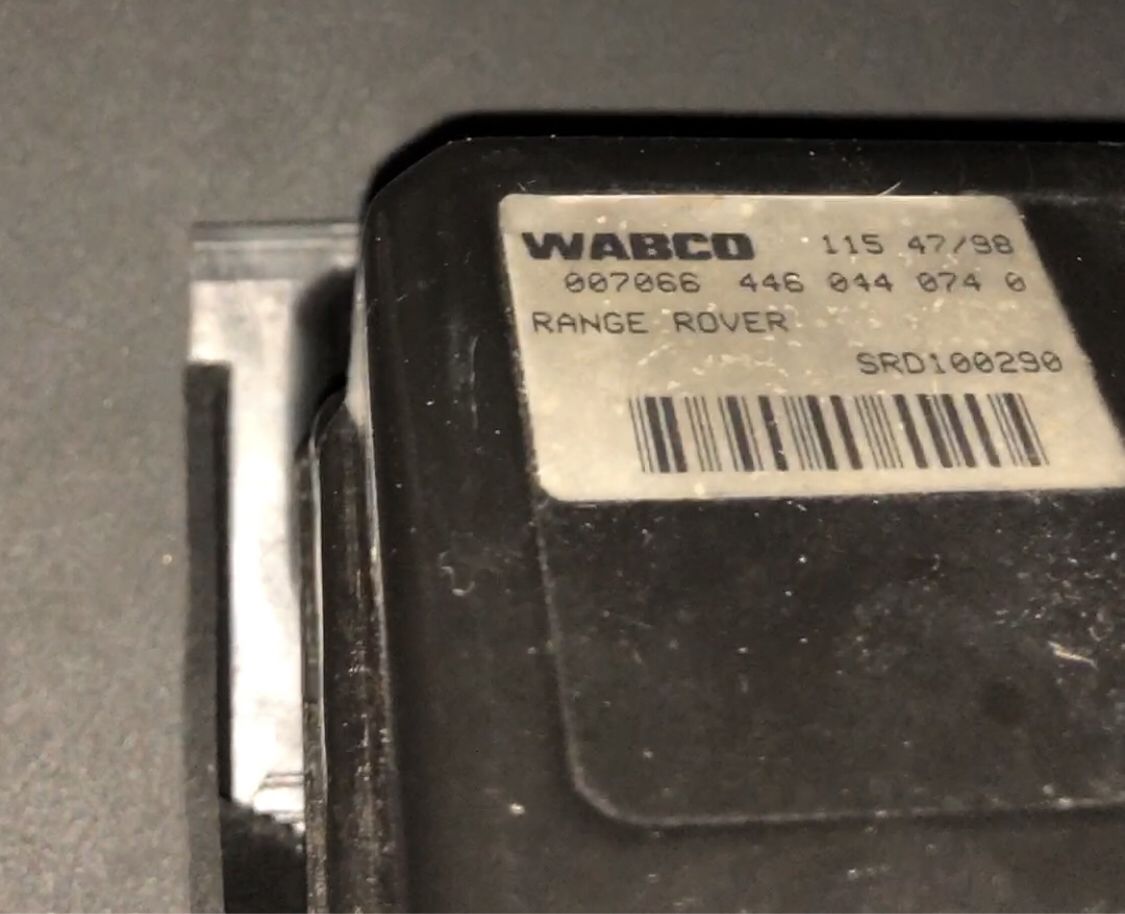 WABCO 115 47/98
007066 446 044 074 0
RANGE ROVER
SRD100290